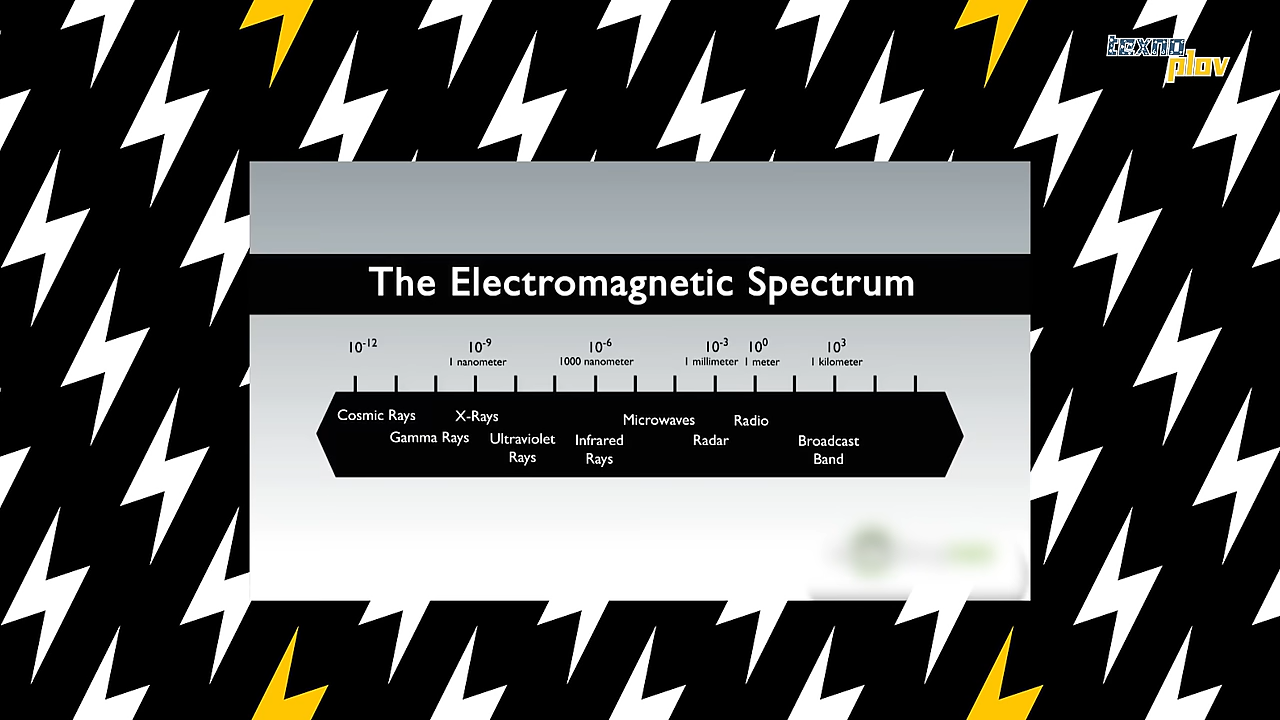 texno
plov
The Electromagnetic Spectrum
10⁻¹² 10⁻⁹ 10⁻⁶ 10⁻³ 10⁰ 10³
1 nanometer 1000 nanometer 1 millimeter 1 meter 1 kilometer
Cosmic Rays X-Rays Microwaves Radio
Gamma Rays Ultraviolet Rays Infrared Rays Radar Broadcast Band